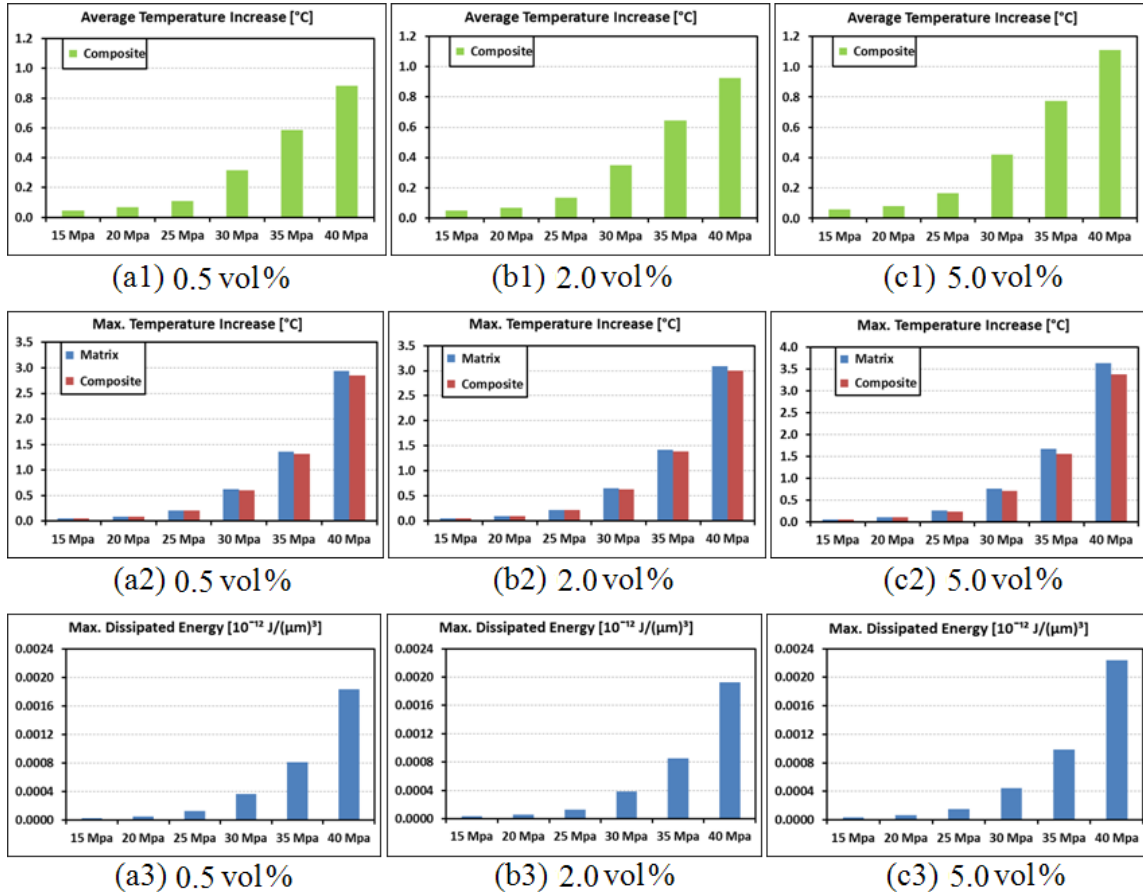 Average Temperature Increase [°C]
1.2
1.0
0.8
0.6
0.4
0.2
0.0
Composite
15 Mpa 20 Mpa 25 Mpa 30 Mpa 35 Mpa 40 Mpa
(a1) 0.5 vol%
Average Temperature Increase [°C]
1.2
1.0
0.8
0.6
0.4
0.2
0.0
Composite
15 Mpa 20 Mpa 25 Mpa 30 Mpa 35 Mpa 40 Mpa
(b1) 2.0 vol%
Average Temperature Increase [°C]
1.2
1.0
0.8
0.6
0.4
0.2
0.0
Composite
15 Mpa 20 Mpa 25 Mpa 30 Mpa 35 Mpa 40 Mpa
(c1) 5.0 vol%
Max. Temperature Increase [°C]
3.5
3.0
2.5
2.0
1.5
1.0
0.5
0.0
Matrix
Composite
15 Mpa 20 Mpa 25 Mpa 30 Mpa 35 Mpa 40 Mpa
(a2) 0.5 vol%
Max. Temperature Increase [°C]
3.5
3.0
2.5
2.0
1.5
1.0
0.5
0.0
Matrix
Composite
15 Mpa 20 Mpa 25 Mpa 30 Mpa 35 Mpa 40 Mpa
(b2) 2.0 vol%
Max. Temperature Increase [°C]
4.0
3.5
3.0
2.5
2.0
1.5
1.0
0.5
0.0
Matrix
Composite
15 Mpa 20 Mpa 25 Mpa 30 Mpa 35 Mpa 40 Mpa
(c2) 5.0 vol%
Max. Dissipated Energy [10⁻¹² J/(µm)³]
0.0024
0.0020
0.0016
0.0012
0.0008
0.0004
0.0000
15 Mpa 20 Mpa 25 Mpa 30 Mpa 35 Mpa 40 Mpa
(a3) 0.5 vol%
Max. Dissipated Energy [10⁻¹² J/(µm)³]
0.0024
0.0020
0.0016
0.0012
0.0008
0.0004
0.0000
15 Mpa 20 Mpa 25 Mpa 30 Mpa 35 Mpa 40 Mpa
(b3) 2.0 vol%
Max. Dissipated Energy [10⁻¹² J/(µm)³]
0.0024
0.0020
0.0016
0.0012
0.0008
0.0004
0.0000
15 Mpa 20 Mpa 25 Mpa 30 Mpa 35 Mpa 40 Mpa
(c3) 5.0 vol%